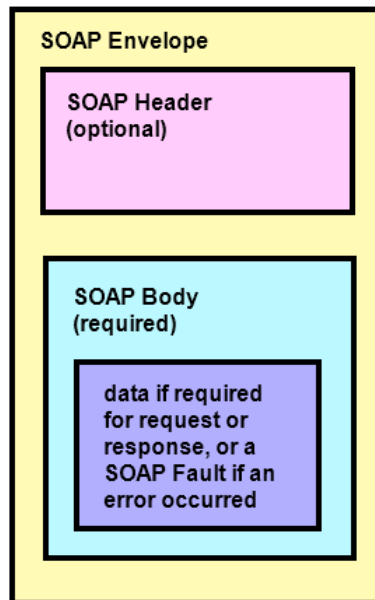 SOAP Envelope
SOAP Header
(optional)
SOAP Body
(required)
data if required
for request or
response, or a
SOAP Fault if an
error occurred